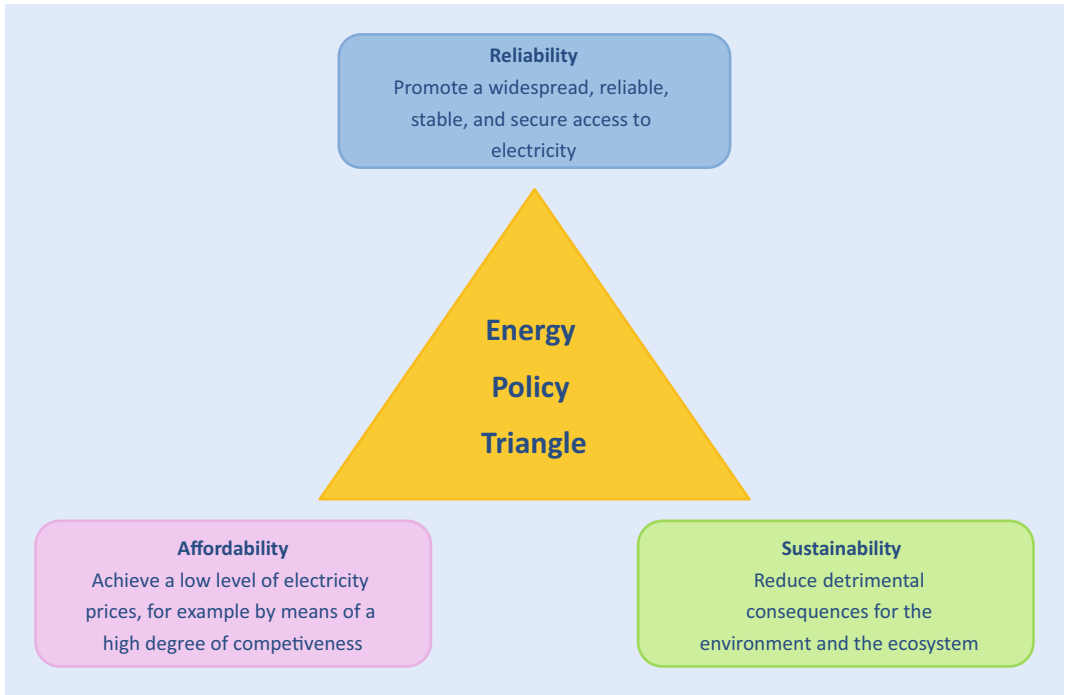 Reliability
Promote a widespread, reliable,
stable, and secure access to
electricity
Energy
Policy
Triangle
Affordability
Achieve a low level of electricity
prices, for example by means of a
high degree of competiveness
Sustainability
Reduce detrimental
consequences for the
environment and the ecosystem